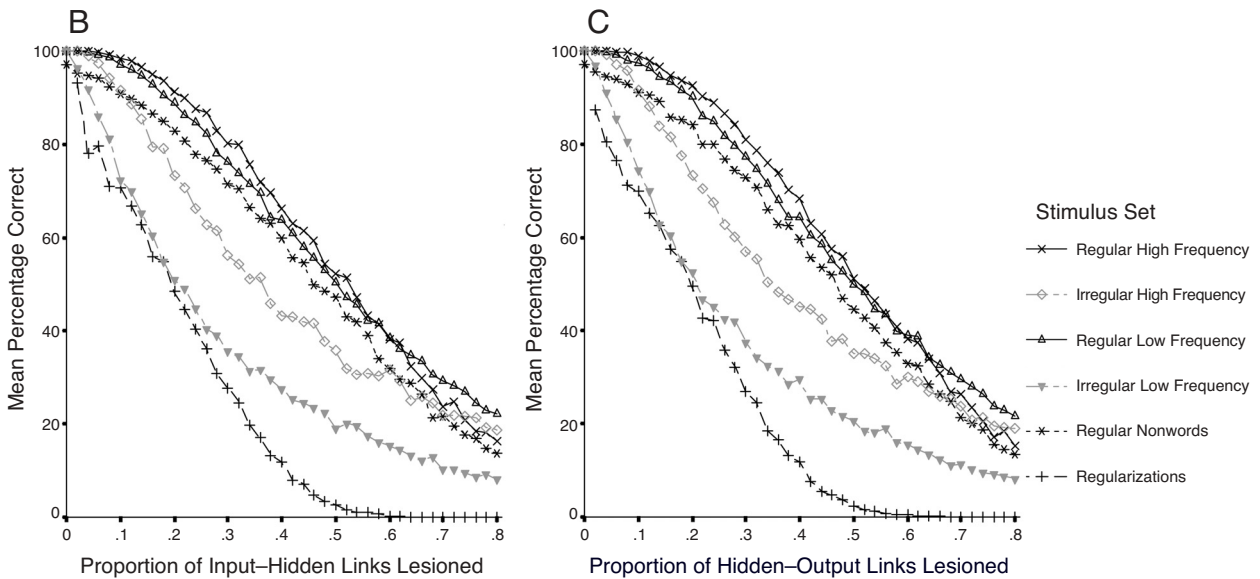 B
C
Mean Percentage Correct
100
80
60
40
20
0
0 .1 .2 .3 .4 .5 .6 .7 .8
Proportion of Input–Hidden Links Lesioned
Mean Percentage Correct
100
80
60
40
20
0
0 .1 .2 .3 .4 .5 .6 .7 .8
Proportion of Hidden–Output Links Lesioned
Stimulus Set
Regular High Frequency
Irregular High Frequency
Regular Low Frequency
Irregular Low Frequency
Regular Nonwords
Regularizations